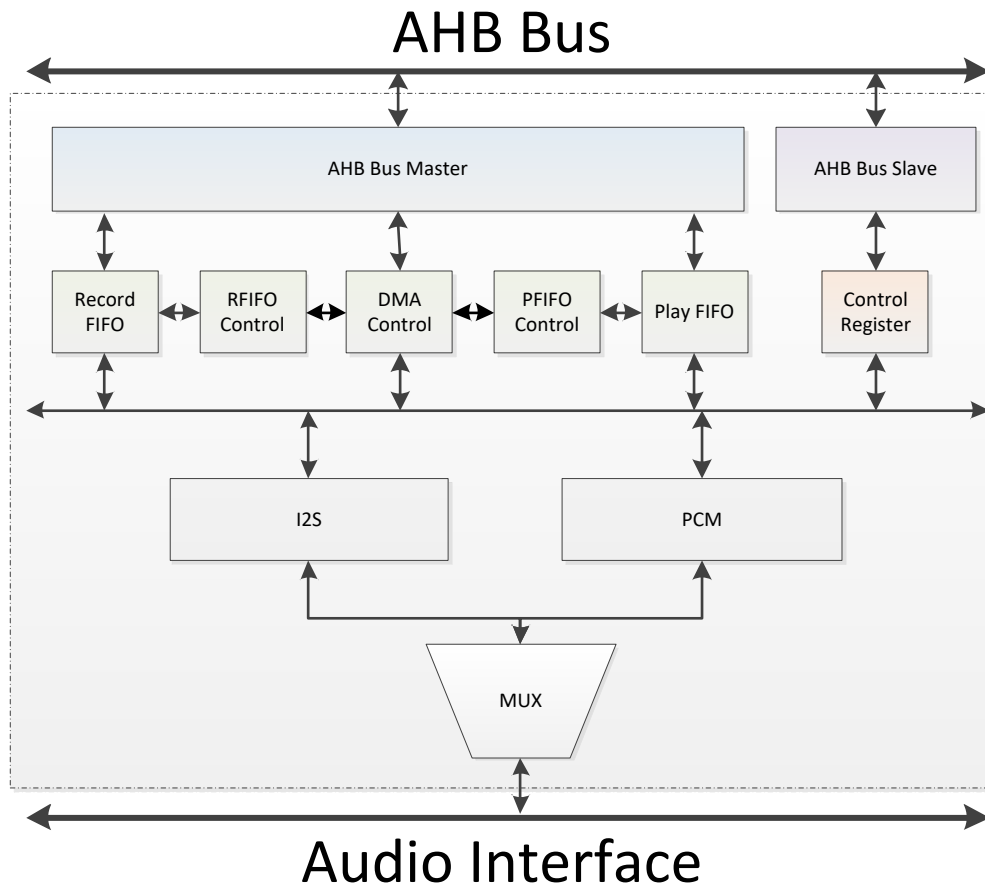 AHB Bus
AHB Bus Master
AHB Bus Slave
Record
FIFO
RFIFO
Control
DMA
Control
PFIFO
Control
Play FIFO
Control
Register
I2S
PCM
MUX
Audio Interface